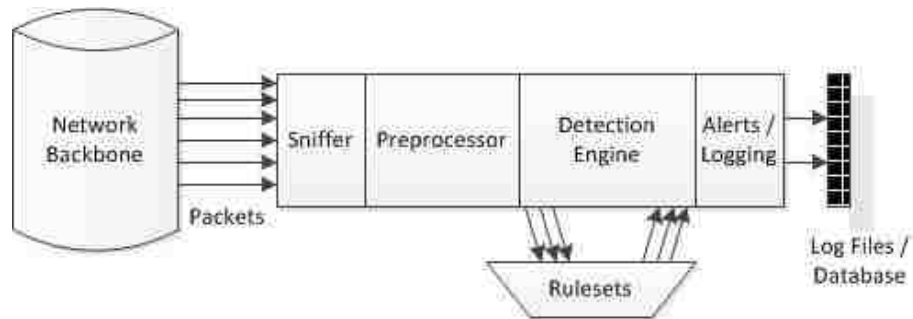 Network
Backbone
Packets
Sniffer
Preprocessor
Detection
Engine
Alerts /
Logging
Rulesets
Log Files /
Database